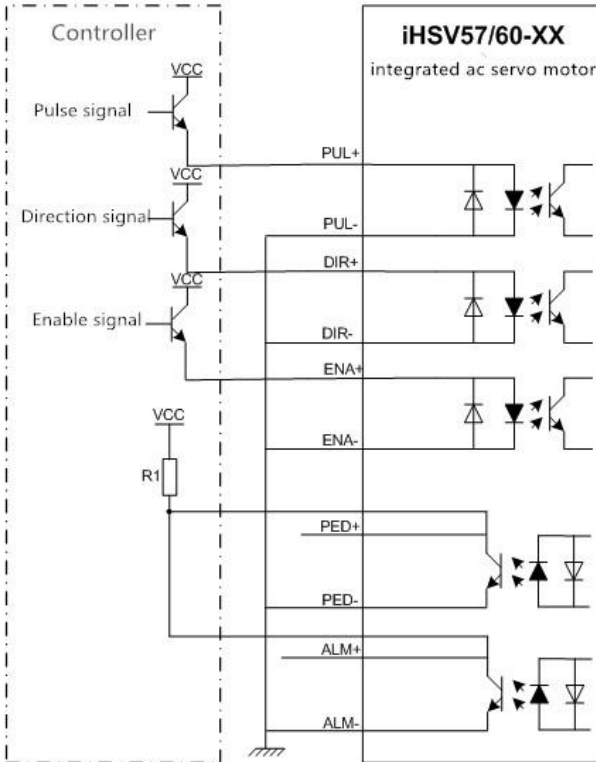 Controller
iHSV57/60-XX
integrated ac servo motor
VCC
Pulse signal
PUL+
VCC
Direction signal
PUL-
DIR+
VCC
Enable signal
DIR-
ENA+
VCC
ENA-
R1
PED+
PED-
ALM+
ALM-